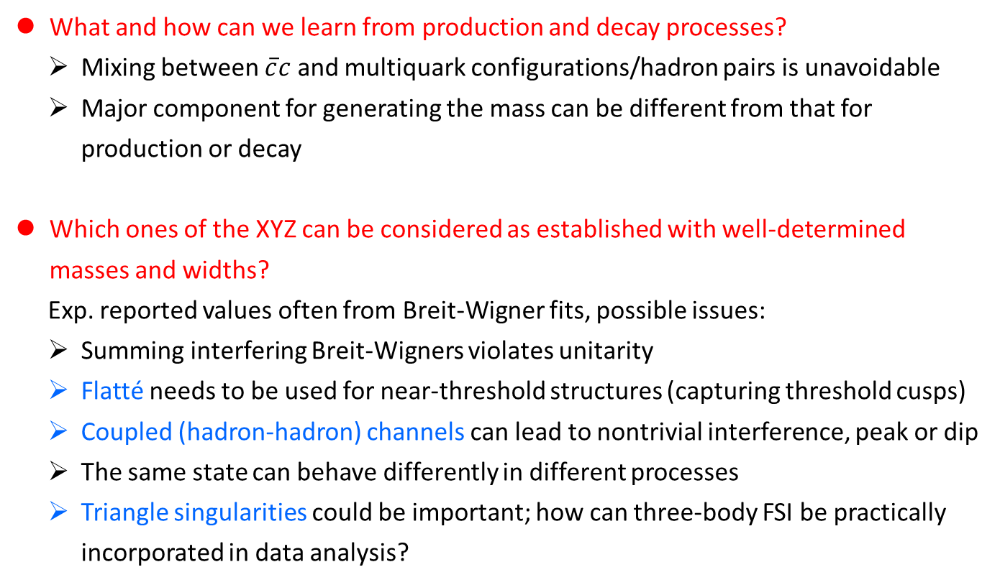 ● What and how can we learn from production and decay processes?
➢ Mixing between c̄c and multiquark configurations/hadron pairs is unavoidable
➢ Major component for generating the mass can be different from that for
production or decay
● Which ones of the XYZ can be considered as established with well-determined
masses and widths?
Exp. reported values often from Breit-Wigner fits, possible issues:
➢ Summing interfering Breit-Wigners violates unitarity
➢ Flatté needs to be used for near-threshold structures (capturing threshold cusps)
➢ Coupled (hadron-hadron) channels can lead to nontrivial interference, peak or dip
➢ The same state can behave differently in different processes
➢ Triangle singularities could be important; how can three-body FSI be practically
incorporated in data analysis?